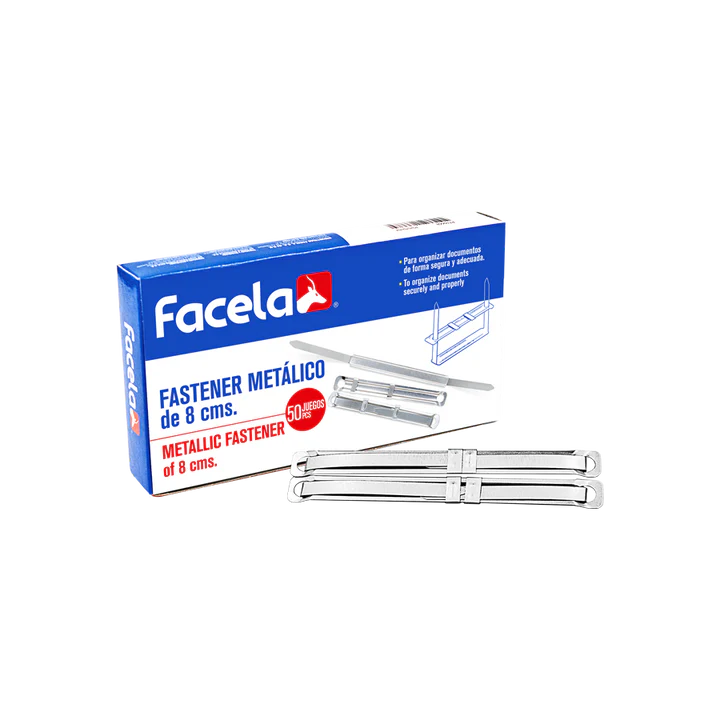 Facela
®
• Para organizar documentos
de forma segura y adecuada.
• To organize documents
securely and properly
FASTENER METÁLICO
de 8 cms.
METALLIC FASTENER
of 8 cms.
50 JUEGOS
PCS
Facela